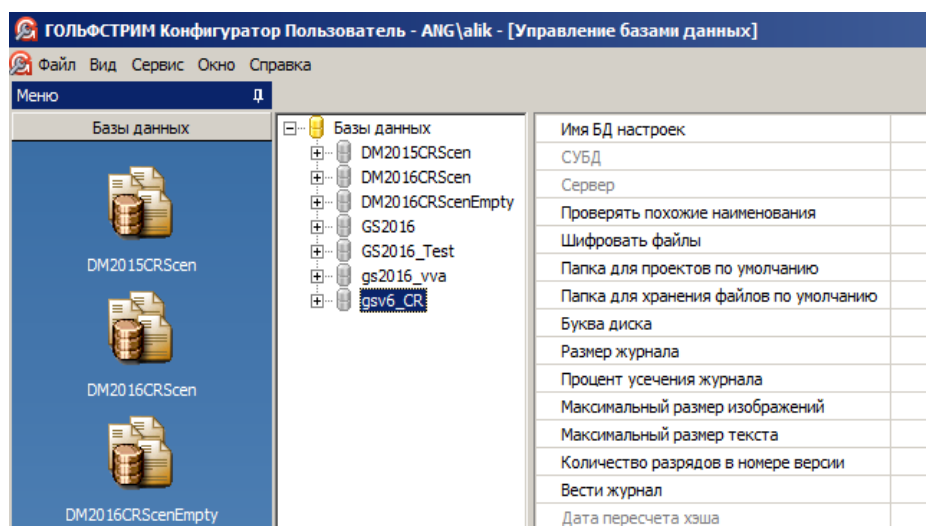 ГОЛЬФСТРИМ Конфигуратор Пользователь - ANG\alik - [Управление базами данных]
Файл Вид Сервис Окно Справка
Меню
Базы данных
DM2015CRScen
DM2016CRScen
DM2016CRScenEmpty
Базы данных
DM2015CRScen
DM2016CRScen
DM2016CRScenEmpty
GS2016
GS2016_Test
gs2016_vva
gsv6_CR
Имя БД настроек
СУБД
Сервер
Проверять похожие наименования
Шифровать файлы
Папка для проектов по умолчанию
Папка для хранения файлов по умолчанию
Буква диска
Размер журнала
Процент усечения журнала
Максимальный размер изображений
Максимальный размер текста
Количество разрядов в номере версии
Вести журнал
Дата пересчета хэша